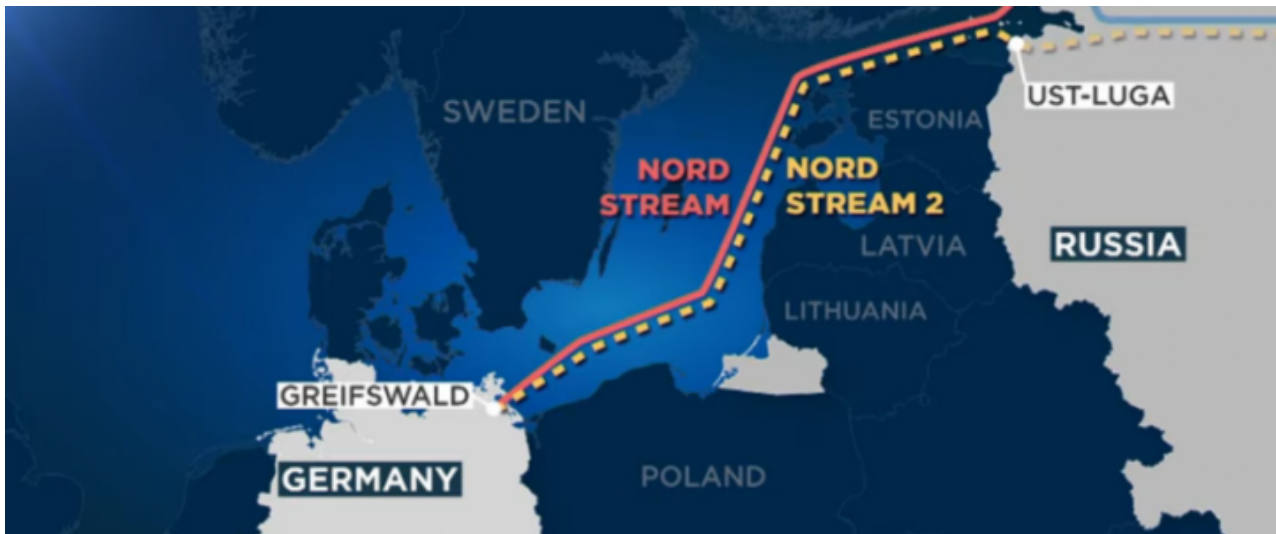 UST-LUGA
SWEDEN
ESTONIA
NORD
STREAM
NORD
STREAM 2
LATVIA
RUSSIA
LITHUANIA
GREIFSWALD
GERMANY
POLAND